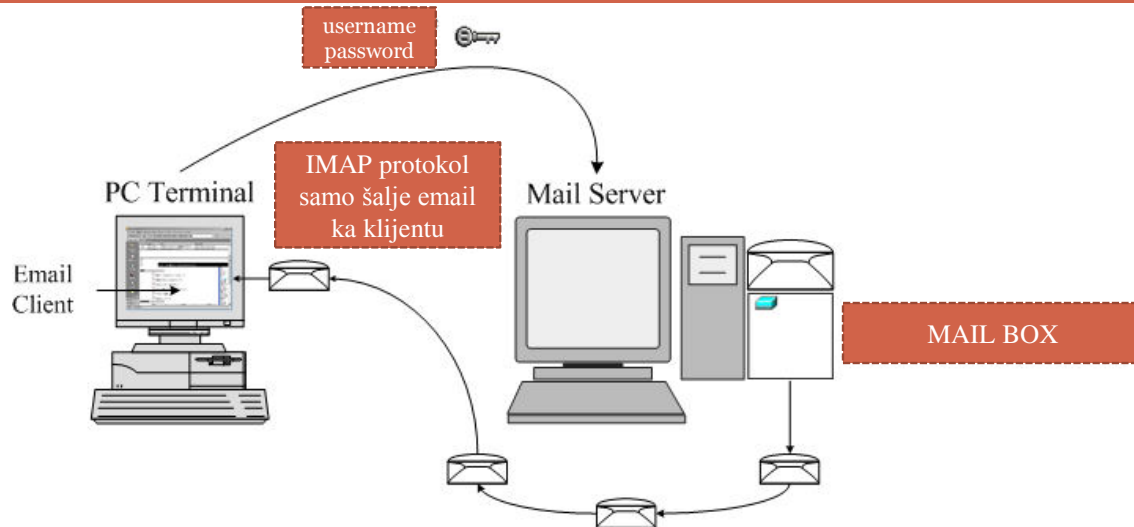 username
password
IMAP protokol
samo šalje email
ka klijentu
PC Terminal
Mail Server
Email
Client
MAIL BOX